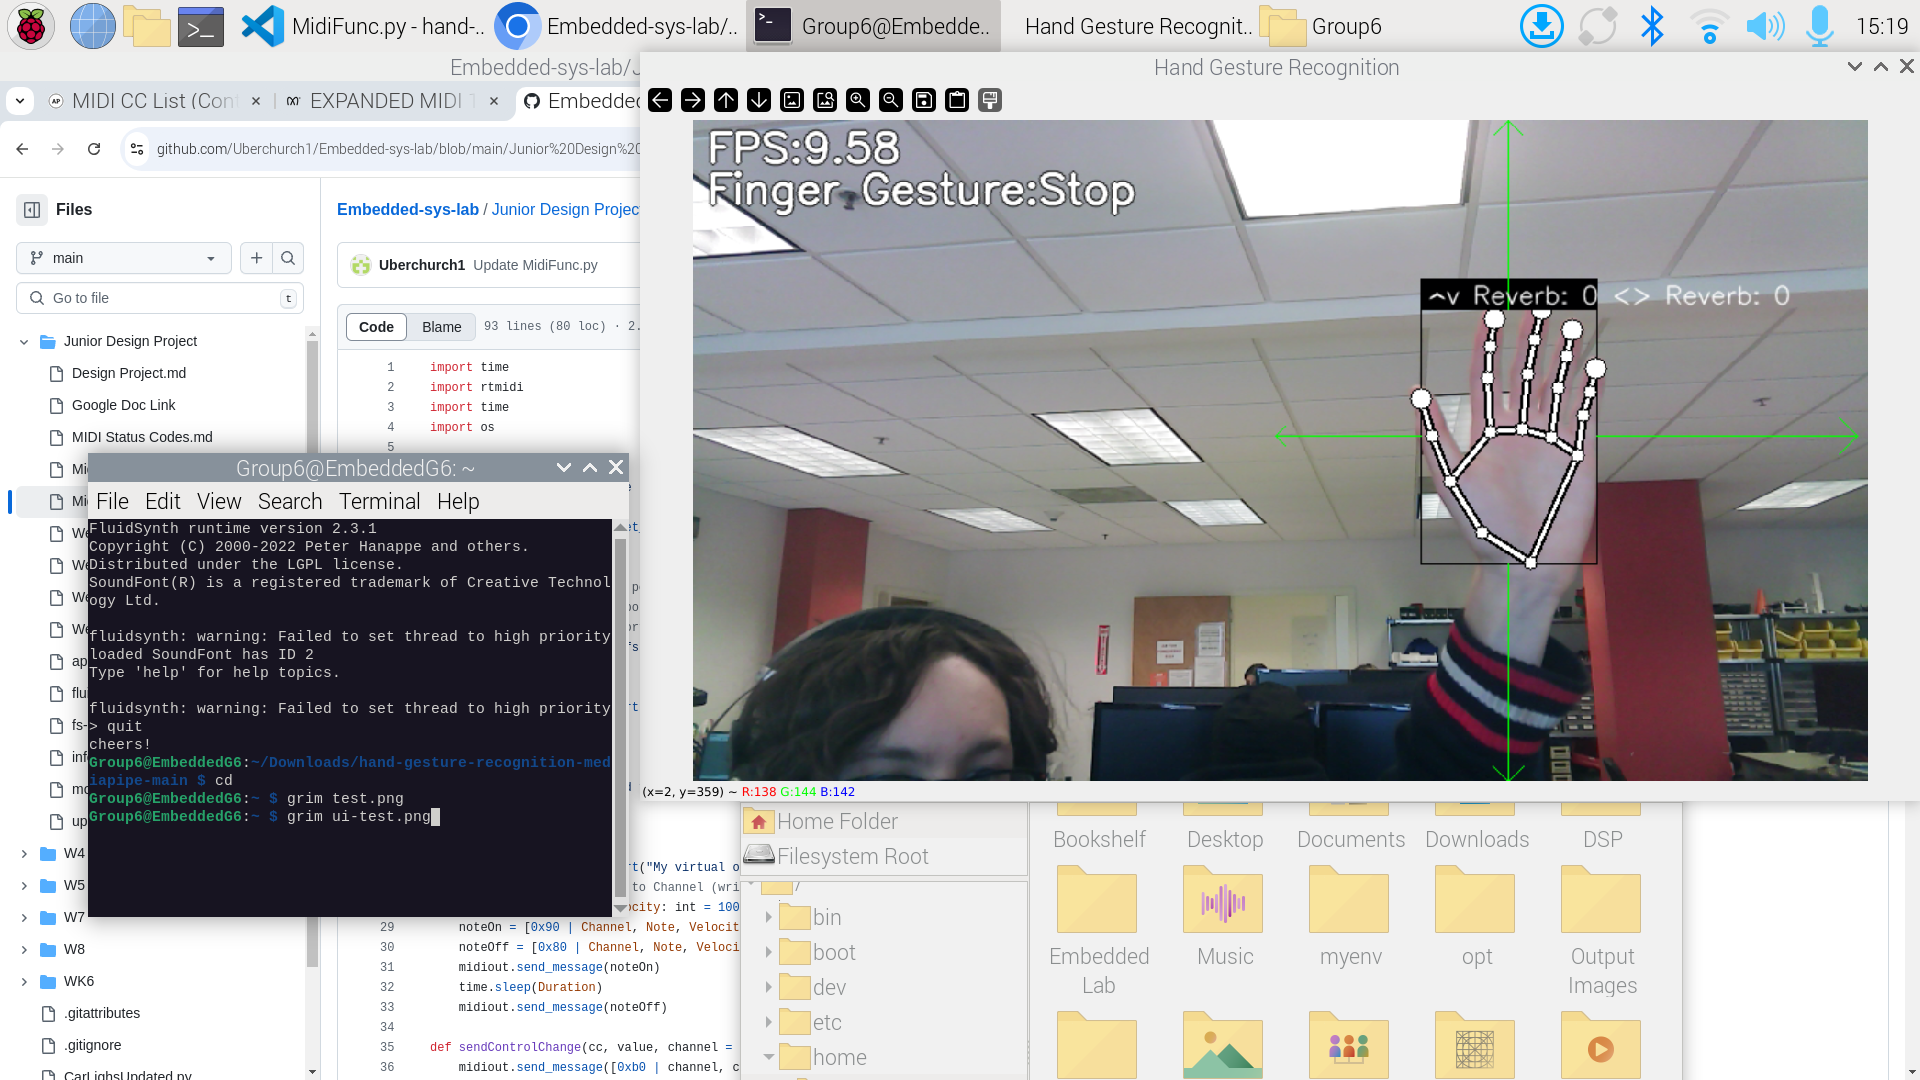 MidiFunc.py - hand-..
Embedded-sys-lab/..
Group6@Embedde..
Hand Gesture Recognit..
Group6
15:19
Embedded-sys-lab/J
MIDI CC List (Cont
EXPANDED MIDI
Embedded
github.com/Uberchurch1/Embedded-sys-lab/blob/main/Junior%20Design%20
Files
main
Go to file
t
Junior Design Project
Design Project.md
Google Doc Link
MIDI Status Codes.md
W4
W5
W7
W8
WK6
.gitattributes
.gitignore
CarLighsUpdated.py
Embedded-sys-lab / Junior Design Projec
Uberchurch1 Update MidiFunc.py
Code
Blame
93 lines (80 loc) · 2.
1 import time
2 import rtmidi
3 import time
4 import os
5
rt("My virtual o
to Channel (wri
ocity: int = 100
29 noteOn = [0x90 | Channel, Note, Velocit
30 noteOff = [0x80 | Channel, Note, Veloci
31 midiout.send_message(noteOn)
32 time.sleep(Duration)
33 midiout.send_message(noteOff)
34
35 def sendControlChange(cc, value, channel =
36 midiout.send_message([0xb0 | channel, c
Group6@EmbeddedG6: ~
File Edit View Search Terminal Help
FluidSynth runtime version 2.3.1
Copyright (C) 2000-2022 Peter Hanappe and others.
Distributed under the LGPL license.
SoundFont(R) is a registered trademark of Creative Technol
ogy Ltd.
fluidsynth: warning: Failed to set thread to high priority
loaded SoundFont has ID 2
Type 'help' for help topics.
fluidsynth: warning: Failed to set thread to high priority
> quit
cheers!
Group6@EmbeddedG6:~/Downloads/hand-gesture-recognition-med
iapipe-main $ cd
Group6@EmbeddedG6:~ $ grim test.png
Group6@EmbeddedG6:~ $ grim ui-test.png
Hand Gesture Recognition
FPS:9.58
Finger Gesture:Stop
^v Reverb: 0 <> Reverb: 0
(x=2, y=359) ~ R:138 G:144 B:142
Home Folder
Filesystem Root
/
bin
boot
dev
etc
home
Bookshelf
Desktop
Documents
Downloads
DSP
Embedded
Lab
Music
myenv
opt
Output
Images